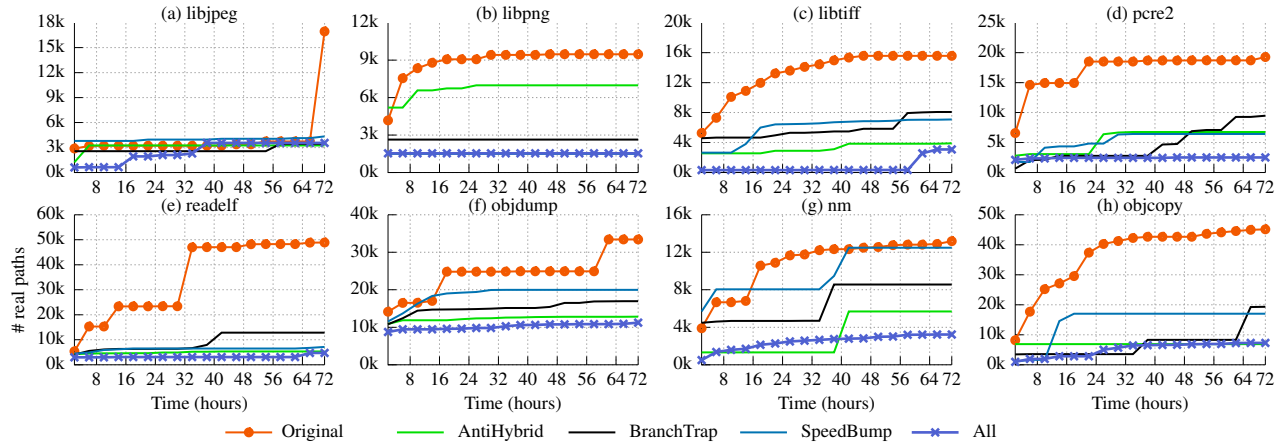 (a) libjpeg (b) libpng (c) libtiff (d) pcre2
18k 12k 20k 25k
15k 9k 16k 20k
12k 6k 12k 15k
9k 3k 8k 10k
6k 0k 4k 5k
3k 0k 0k
0k
8 16 24 32 40 48 56 64 72 8 16 24 32 40 48 56 64 72 8 16 24 32 40 48 56 64 72 8 16 24 32 40 48 56 64 72
(e) readelf (f) objdump (g) nm (h) objcopy
# real paths
60k 40k 16k 50k
50k 30k 12k 40k
40k 20k 8k 30k
30k 10k 4k 20k
20k 0k 0k 10k
10k 0k
0k
8 16 24 32 40 48 56 64 72 8 16 24 32 40 48 56 64 72 8 16 24 32 40 48 56 64 72 8 16 24 32 40 48 56 64 72
Time (hours) Time (hours) Time (hours) Time (hours)
Original AntiHybrid BranchTrap SpeedBump All